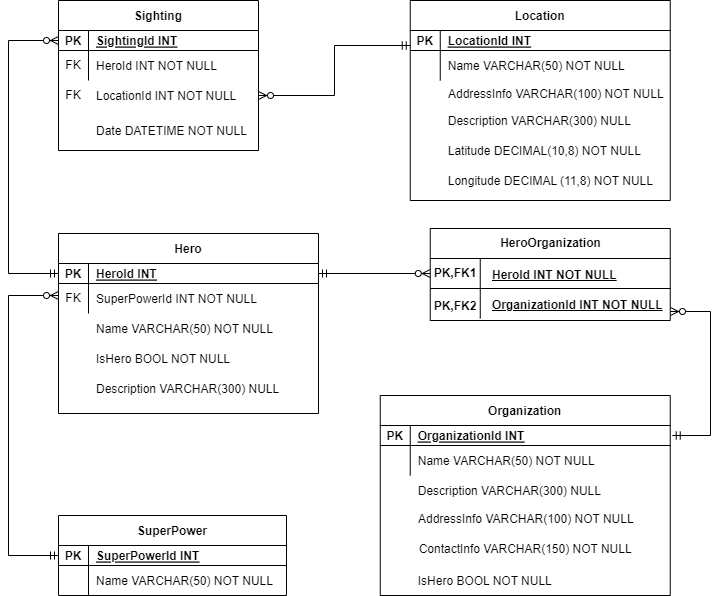 Sighting
PK SightingId INT
FK HeroId INT NOT NULL
FK LocationId INT NOT NULL
Date DATETIME NOT NULL
Location
PK LocationId INT
Name VARCHAR(50) NOT NULL
AddressInfo VARCHAR(100) NOT NULL
Description VARCHAR(300) NULL
Latitude DECIMAL(10,8) NOT NULL
Longitude DECIMAL (11,8) NOT NULL
Hero
PK HeroId INT
FK SuperPowerId INT NOT NULL
Name VARCHAR(50) NOT NULL
IsHero BOOL NOT NULL
Description VARCHAR(300) NULL
HeroOrganization
PK,FK1 HeroId INT NOT NULL
PK,FK2 OrganizationId INT NOT NULL
Organization
PK OrganizationId INT
Name VARCHAR(50) NOT NULL
Description VARCHAR(300) NULL
AddressInfo VARCHAR(100) NOT NULL
ContactInfo VARCHAR(150) NOT NULL
IsHero BOOL NOT NULL
SuperPower
PK SuperPowerId INT
Name VARCHAR(50) NOT NULL